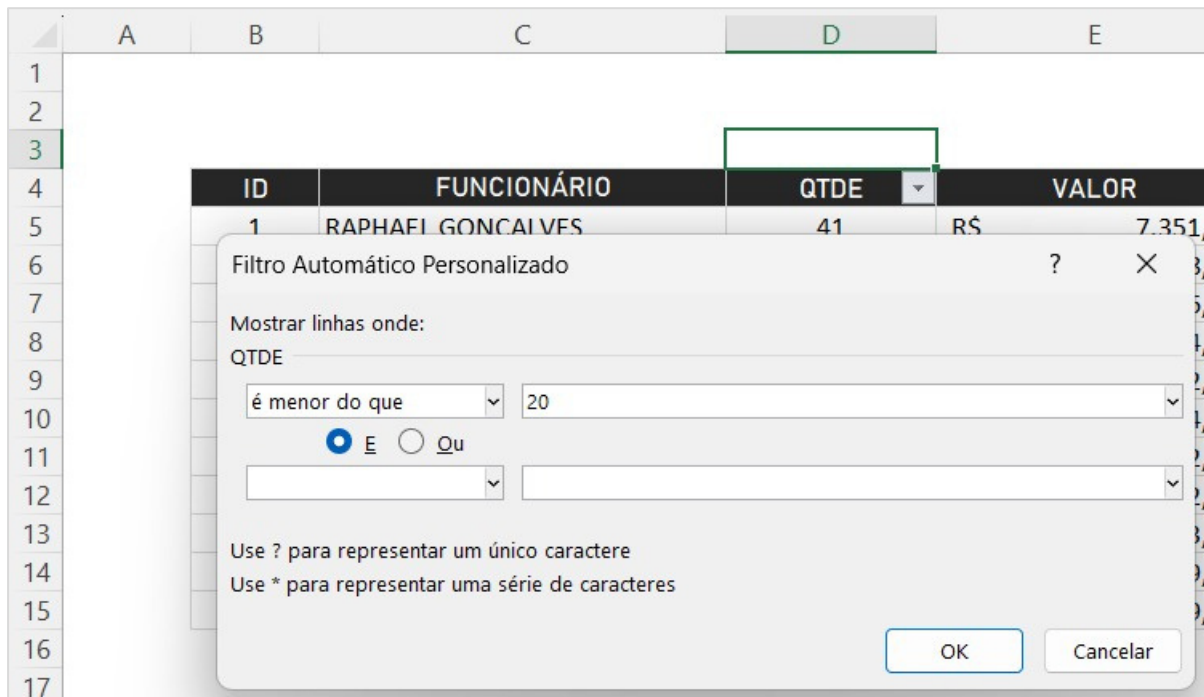 A B C D E
1
2
3
4 ID FUNCIONÁRIO QTDE VALOR
5 1 RAPHAEL GONÇALVES 41 R$ 7.351,
6
7
8
9
10
11
12
13
14
15
16
17
Filtro Automático Personalizado ? X
Mostrar linhas onde:
QTDE
é menor do que 20
E Ou
Use ? para representar um único caractere
Use * para representar uma série de caracteres
OK Cancelar